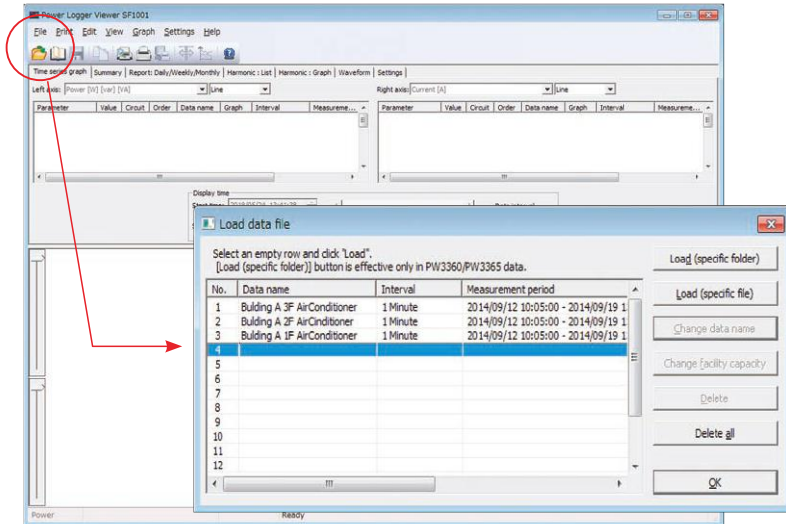 Power Logger Viewer SF1001
File Print Edit View Graph Settings Help
Time series graph Summary Report: Daily/Weekly/Monthly Harmonic : List Harmonic : Graph Waveform Settings
Left axis: Power [W] [var] [VA] Line Right axis: Current [A] Line
Parameter Value Circuit Order Data name Graph Interval Measureme... Parameter Value Circuit Order Data name Graph Interval Measureme...
Display time
Load data file
Select an empty row and click "Load".
[Load (specific folder)] button is effective only in PW3360/PW3365 data.
Load (specific folder)
No. Data name Interval Measurement period
Load (specific file)
1 Bulding A 3F AirConditioner 1 Minute 2014/09/12 10:05:00 - 2014/09/19 1
2 Bulding A 2F AirCinditioner 1 Minute 2014/09/12 10:05:00 - 2014/09/19 1
3 Bulding A 1F AirConditioner 1 Minute 2014/09/12 10:05:00 - 2014/09/19 1
Change data name
4
5
Change facility capacity
6
7
Delete
8
9
10
Delete all
11
12
OK
Power Ready